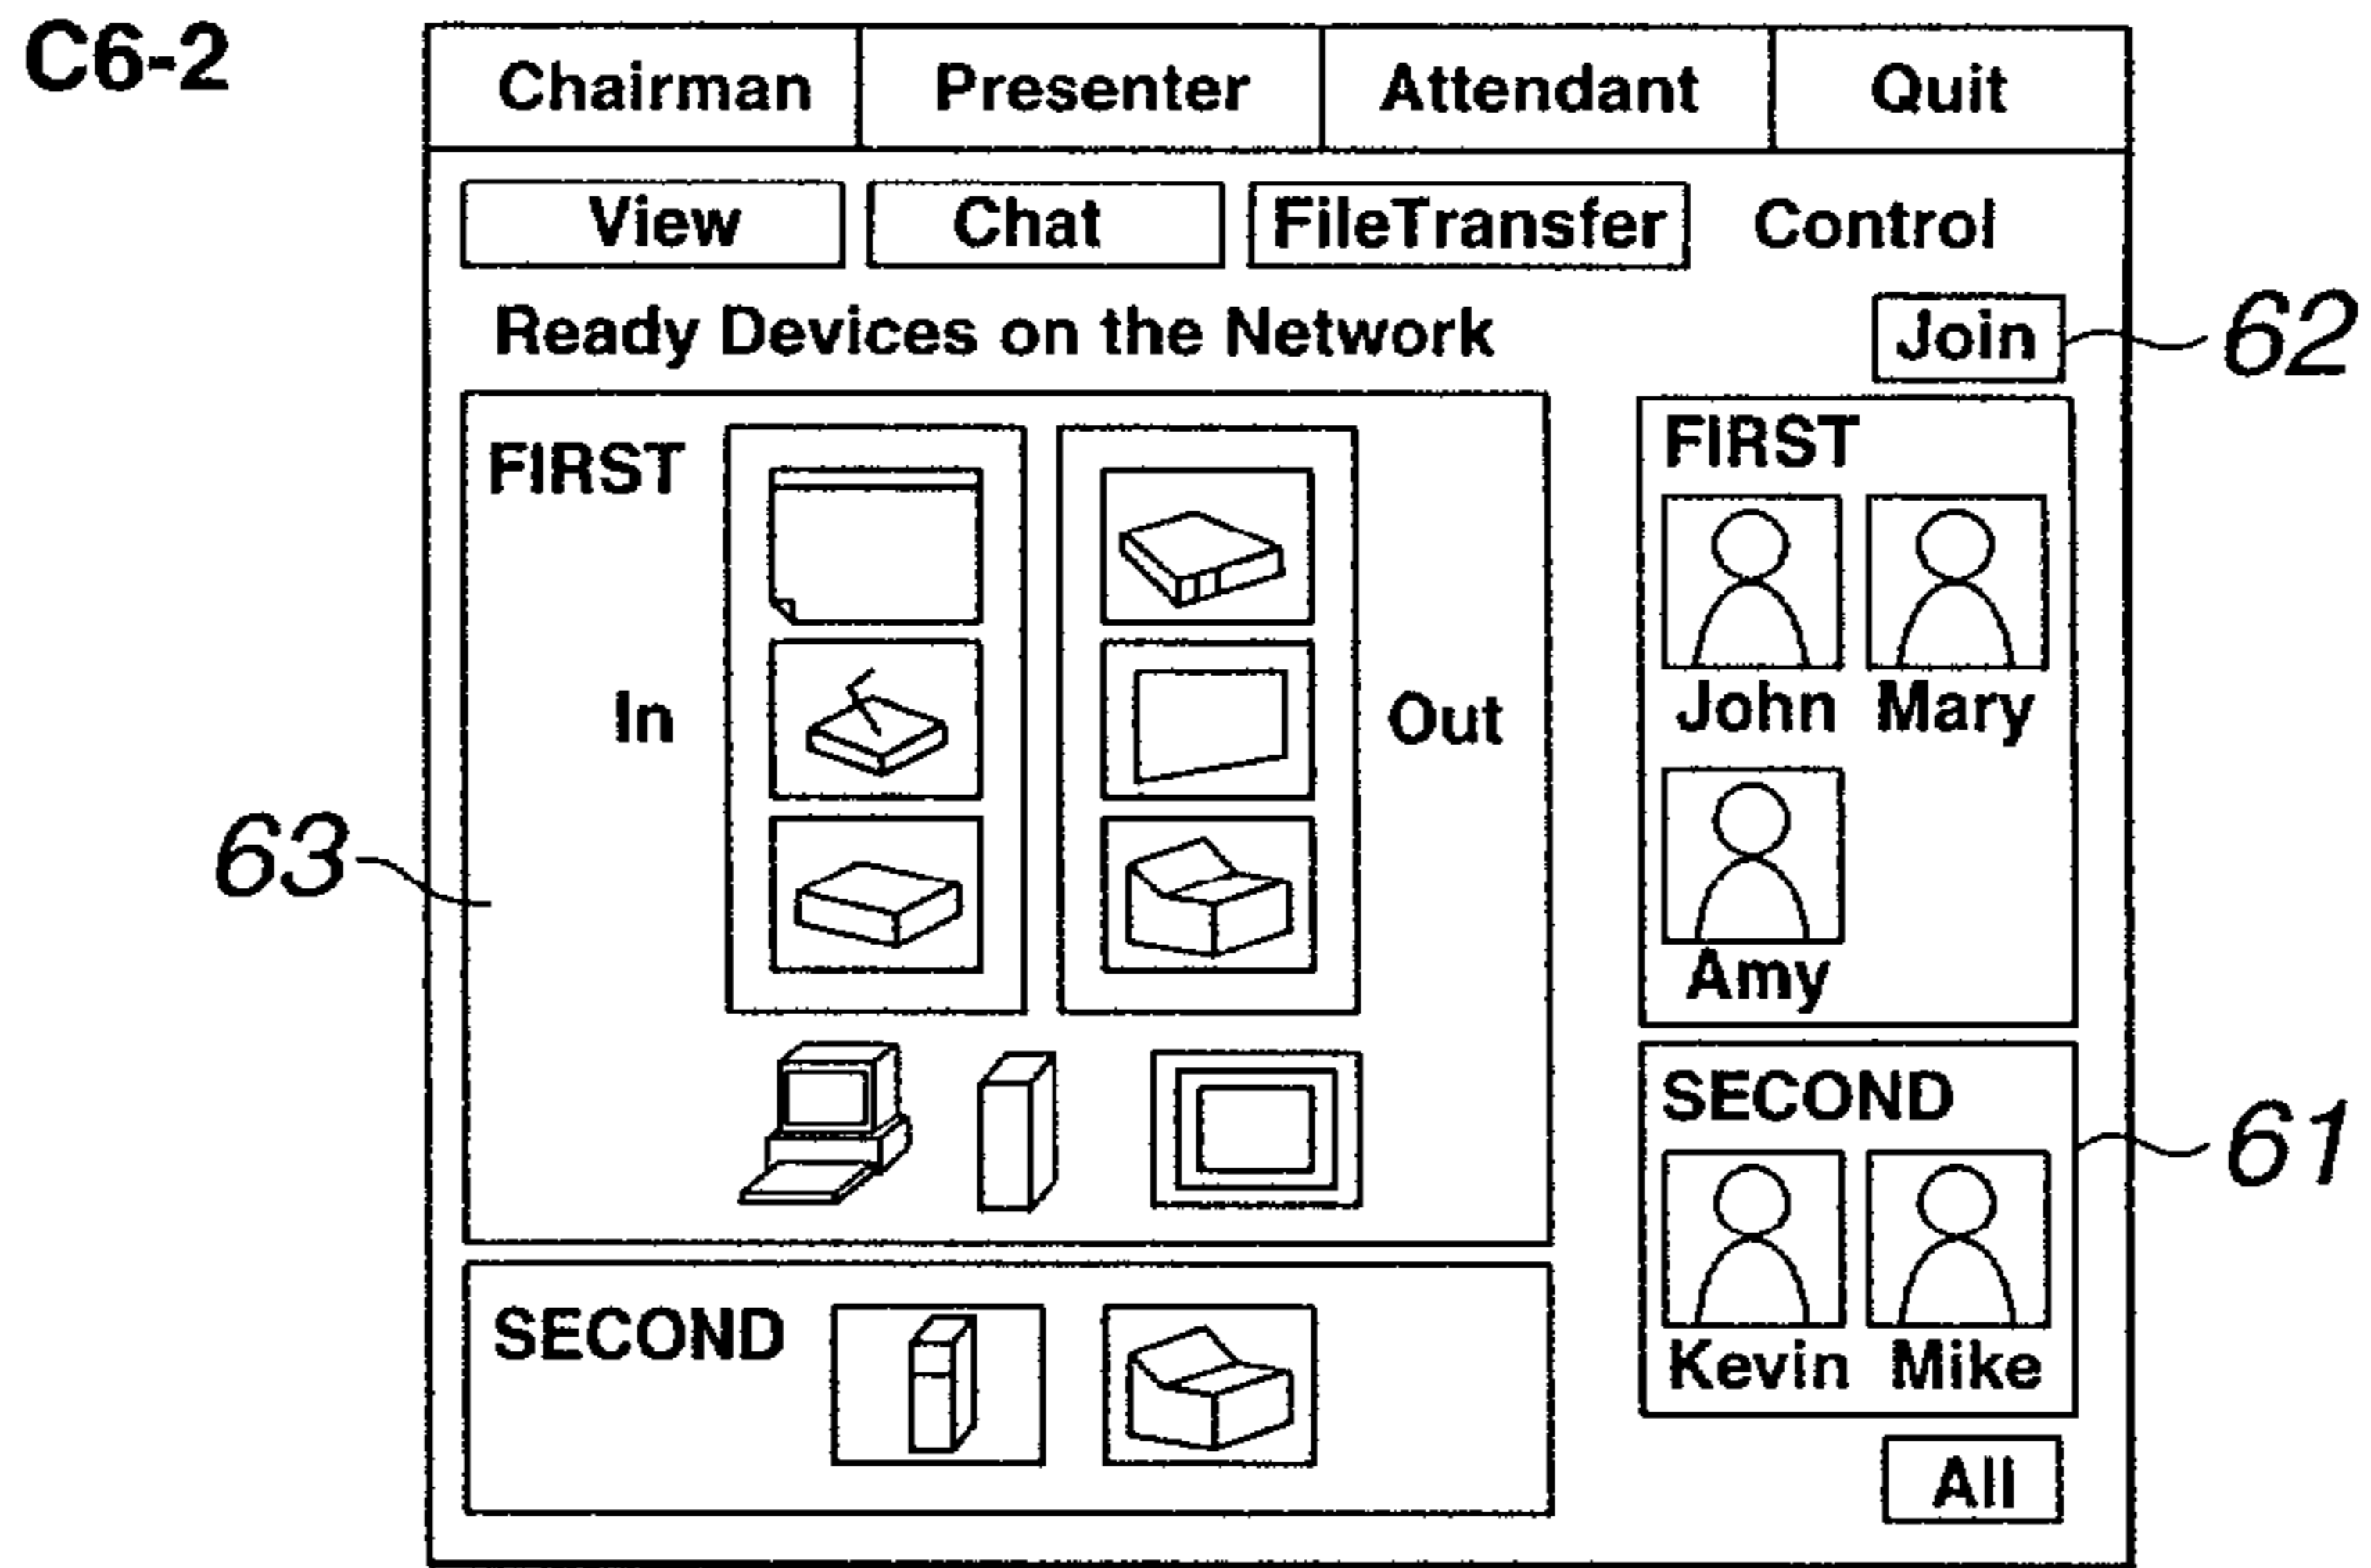 C6-2
Chairman Presenter Attendant Quit
View Chat FileTransfer Control
Ready Devices on the Network
Join
62
FIRST
In
Out
63
FIRST
John Mary
Amy
SECOND
61
Kevin Mike
SECOND
All